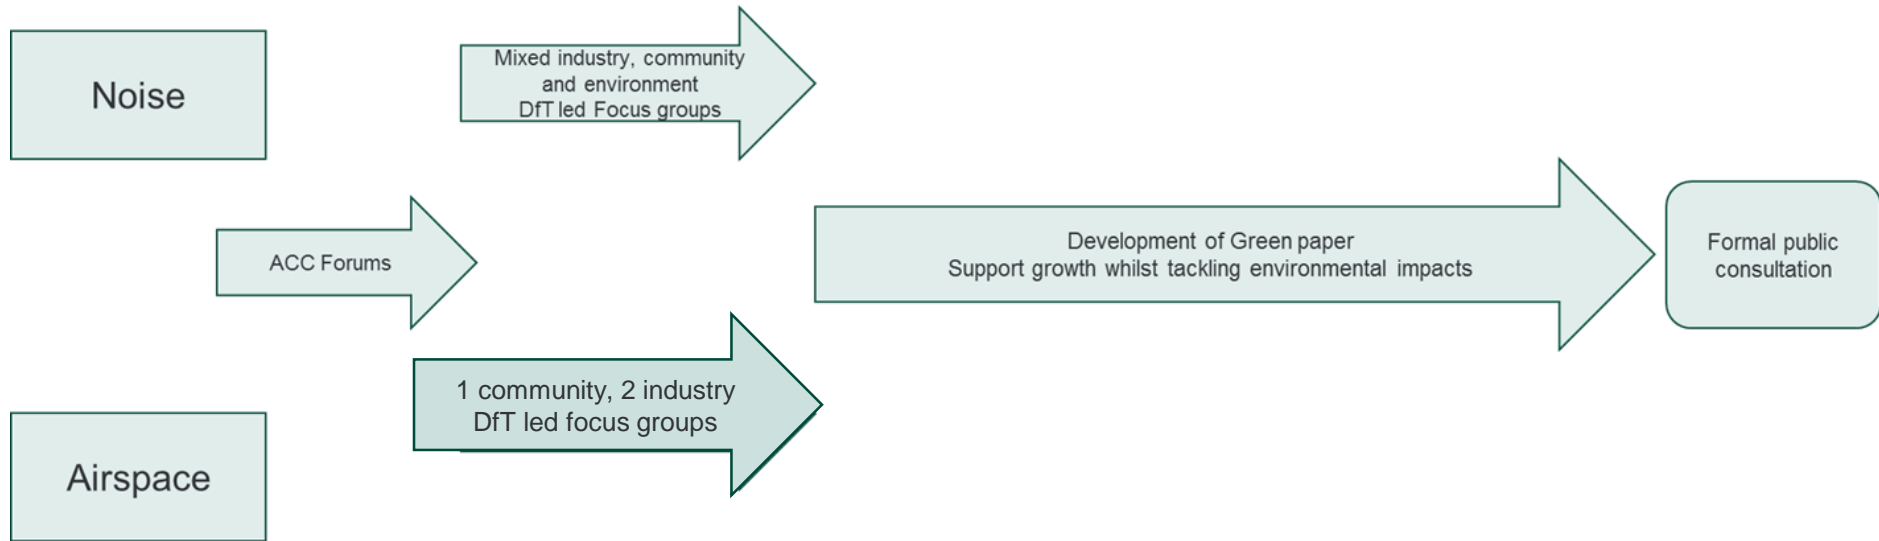 Noise
Mixed industry, community
and environment
DfT led Focus groups
ACC Forums
Development of Green paper
Support growth whilst tackling environmental impacts
Formal public
consultation
1 community, 2 industry
DfT led focus groups
Airspace